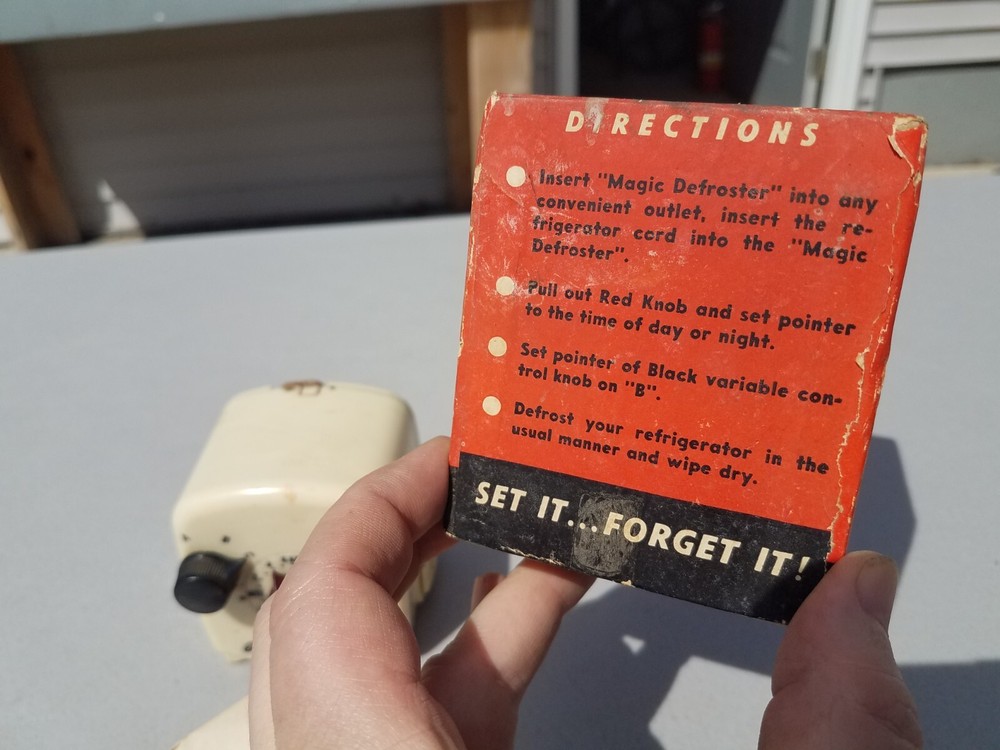 DIRECTIONS
Insert "Magic Defroster" into any
convenient outlet, insert the re-
frigerator cord into the "Magic
Defroster".
Pull out Red Knob and set pointer
to the time of day or night.
Set pointer of Black variable con-
trol knob on "B".
Defrost your refrigerator in the
usual manner and wipe dry.
SET IT...FORGET IT!